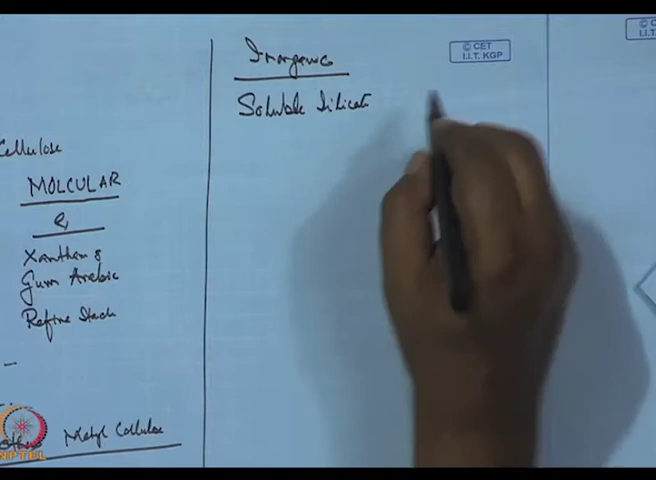 Cellulose
MOLCULAR
&
Xanthan &
Gum Arabic
Refine Starch
Methyl Cellulose
NPTEL
Inorganic
Soluble Silicate
© CET
I.I.T. KGP
© C
I.I.T.